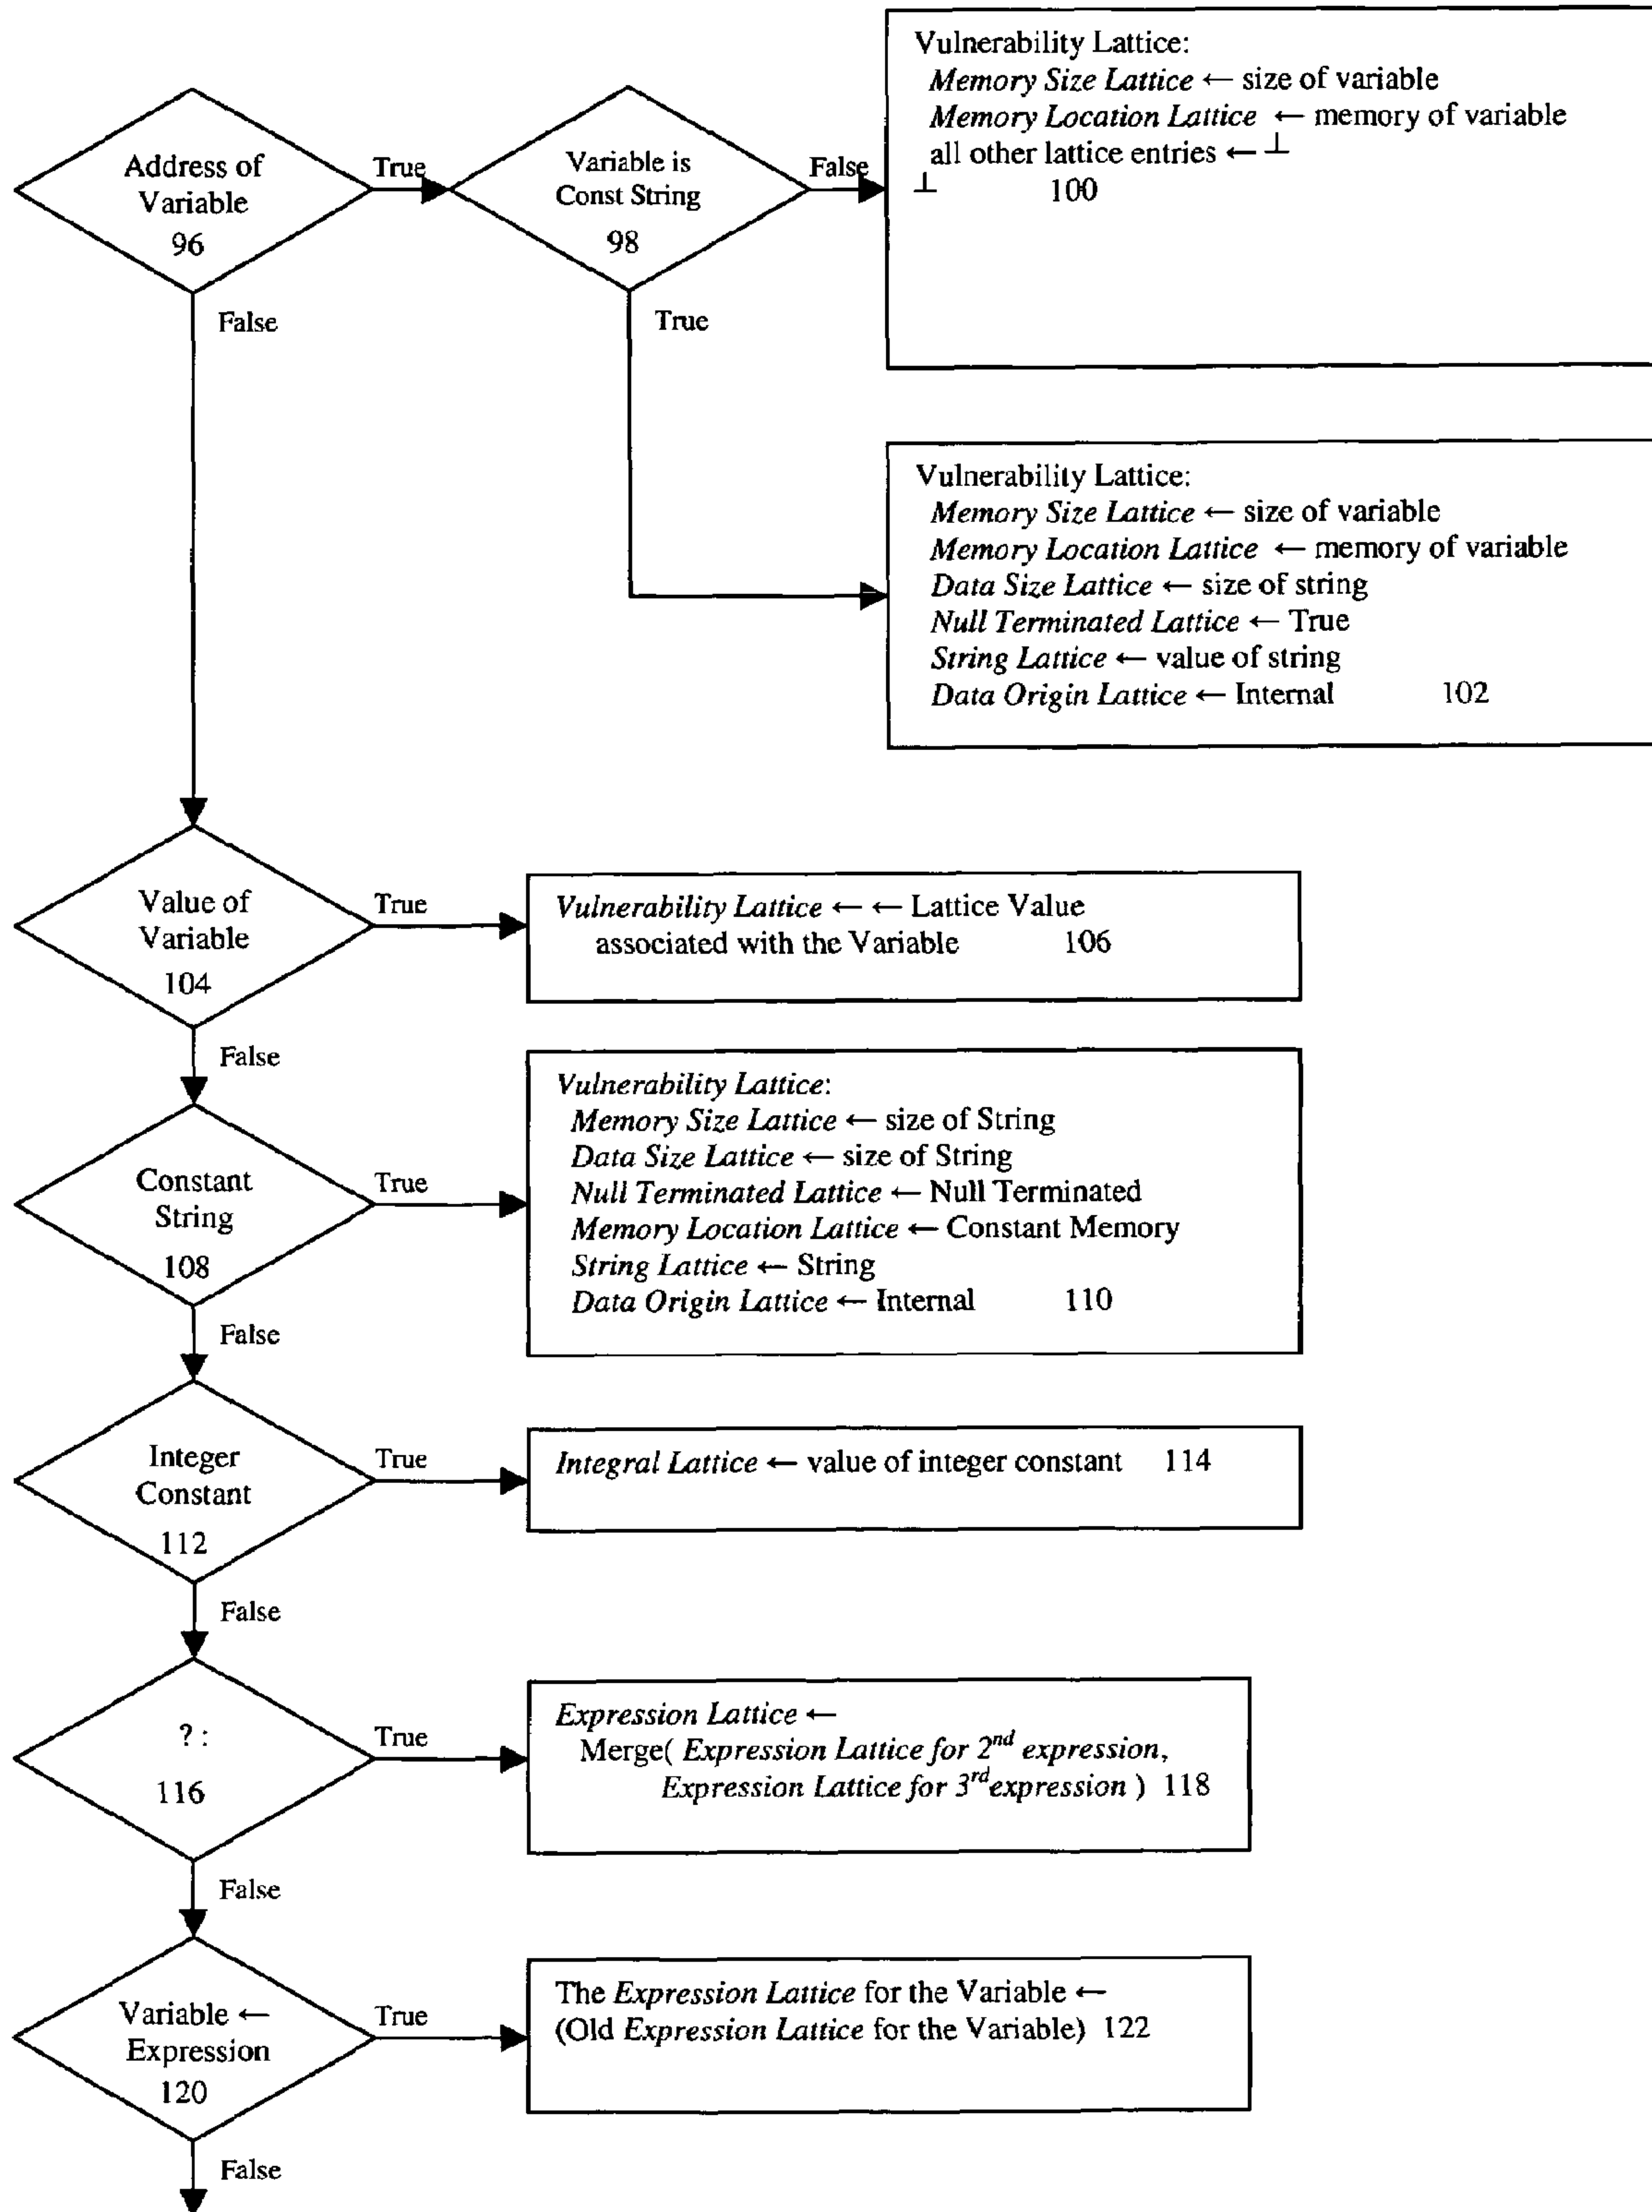 Address of
Variable
96
True
False
Variable is
Const String
98
False
True
Vulnerability Lattice:
Memory Size Lattice ← size of variable
Memory Location Lattice ← memory of variable
all other lattice entries ← ⊥
⊥ 100
Vulnerability Lattice:
Memory Size Lattice ← size of variable
Memory Location Lattice ← memory of variable
Data Size Lattice ← size of string
Null Terminated Lattice ← True
String Lattice ← value of string
Data Origin Lattice ← Internal 102
Value of
Variable
104
True
False
Vulnerability Lattice ← ← Lattice Value
associated with the Variable 106
Constant
String
108
True
False
Vulnerability Lattice:
Memory Size Lattice ← size of String
Data Size Lattice ← size of String
Null Terminated Lattice ← Null Terminated
Memory Location Lattice ← Constant Memory
String Lattice ← String
Data Origin Lattice ← Internal 110
Integer
Constant
112
True
False
Integral Lattice ← value of integer constant 114
? :
116
True
False
Expression Lattice ←
Merge( Expression Lattice for 2nd expression,
Expression Lattice for 3rd expression ) 118
Variable ←
Expression
120
True
False
The Expression Lattice for the Variable ←
(Old Expression Lattice for the Variable) 122